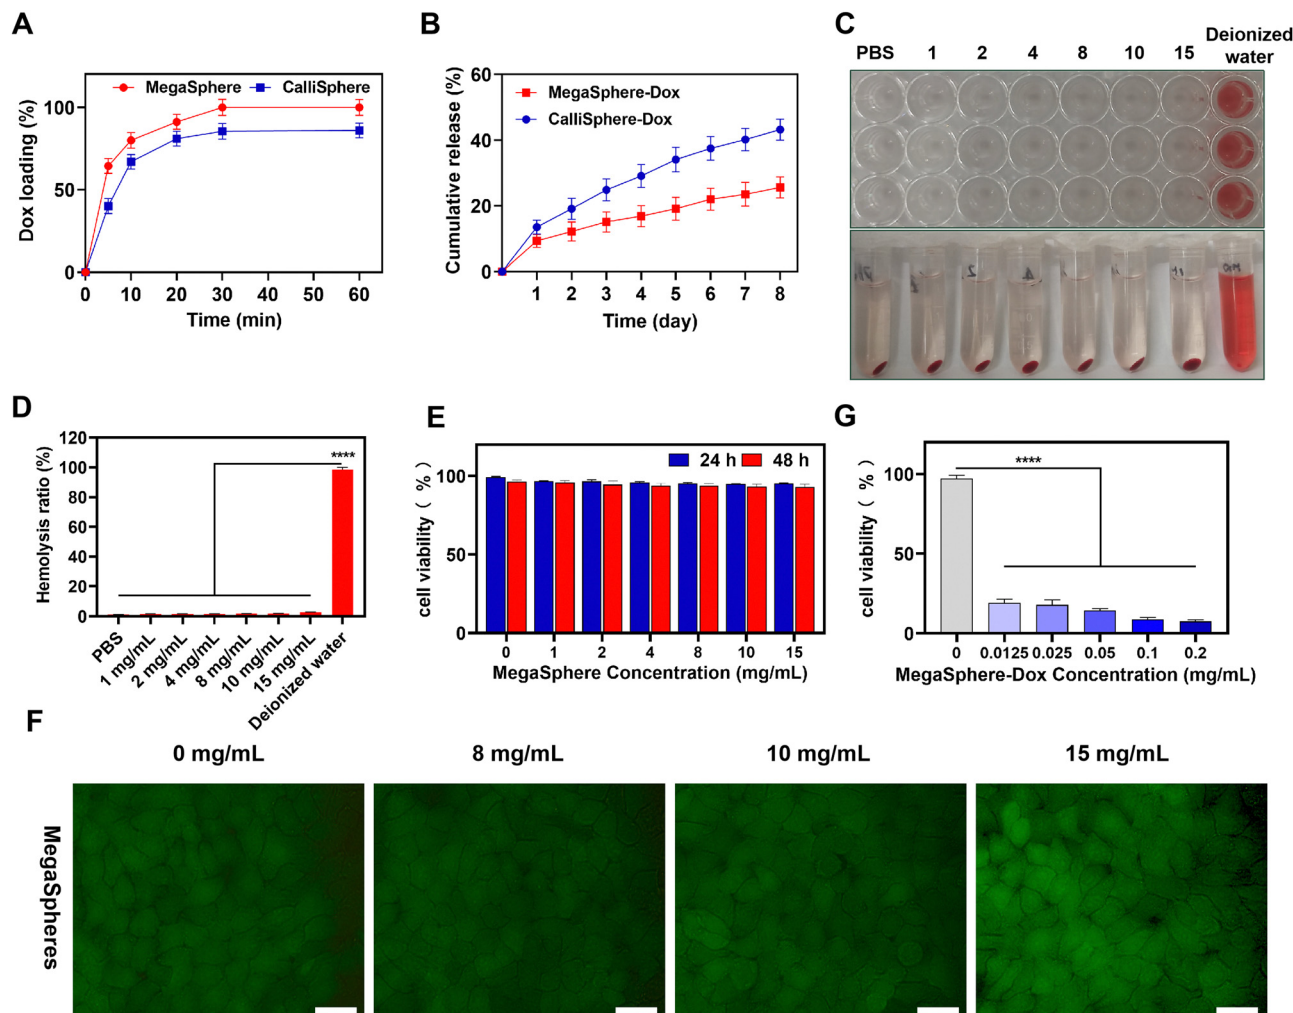 A
Dox loading (%)
100
50
0
MegaSphere
CalliSphere
0 10 20 30 40 50 60
Time (min)
B
Cumulative release (%)
60
40
20
0
MegaSphere-Dox
CalliSphere-Dox
1 2 3 4 5 6 7 8
Time (day)
C
PBS 1 2 4 8 10 15 Deionized
water
D
Hemolysis ratio (%)
120
100
80
60
40
20
0
****
PBS
1 mg/mL
2 mg/mL
4 mg/mL
8 mg/mL
10 mg/mL
15 mg/mL
Deionized water
E
cell viability ( % )
100
50
0
24 h
48 h
0 1 2 4 8 10 15
MegaSphere Concentration (mg/mL)
G
cell viability ( % )
100
50
0
****
0 0.0125 0.025 0.05 0.1 0.2
MegaSphere-Dox Concentration (mg/mL)
F
0 mg/mL
8 mg/mL
10 mg/mL
15 mg/mL
MegaSpheres